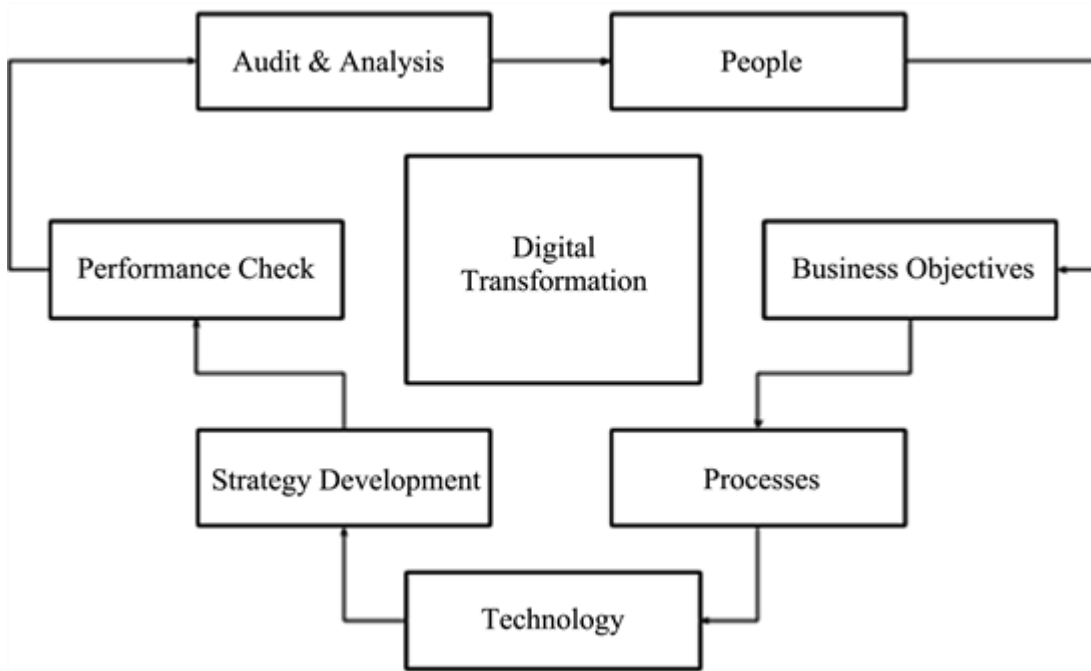 Audit & Analysis
People
Performance Check
Digital
Transformation
Business Objectives
Strategy Development
Processes
Technology